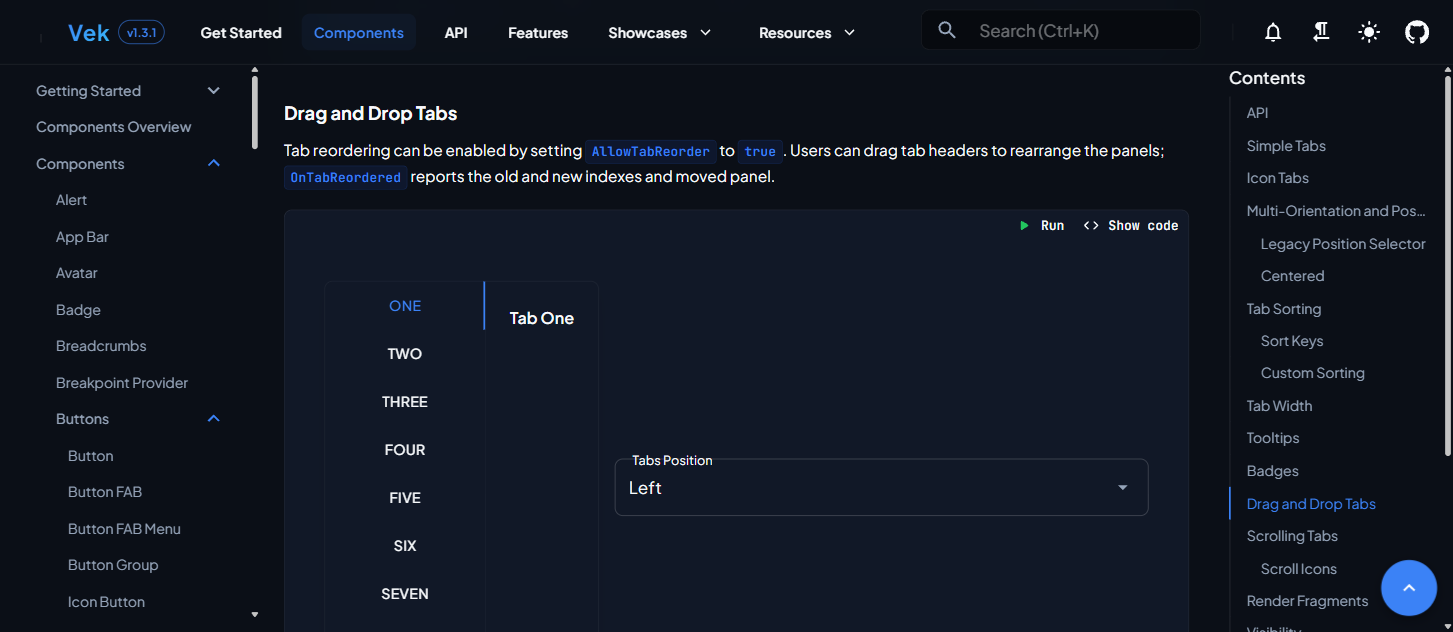 Vek v1.3.1 Get Started Components API Features Showcases Resources Search (Ctrl+K)
Getting Started
Components Overview
Components
Alert
App Bar
Avatar
Badge
Breadcrumbs
Breakpoint Provider
Buttons
Button
Button FAB
Button FAB Menu
Button Group
Icon Button
Drag and Drop Tabs
Tab reordering can be enabled by setting AllowTabReorder to true. Users can drag tab headers to rearrange the panels;
OnTabReordered reports the old and new indexes and moved panel.
Run <> Show code
ONE
TWO
THREE
FOUR
FIVE
SIX
SEVEN
Tab One
Tabs Position
Left
Contents
API
Simple Tabs
Icon Tabs
Multi-Orientation and Pos...
Legacy Position Selector
Centered
Tab Sorting
Sort Keys
Custom Sorting
Tab Width
Tooltips
Badges
Drag and Drop Tabs
Scrolling Tabs
Scroll Icons
Render Fragments
Visibility